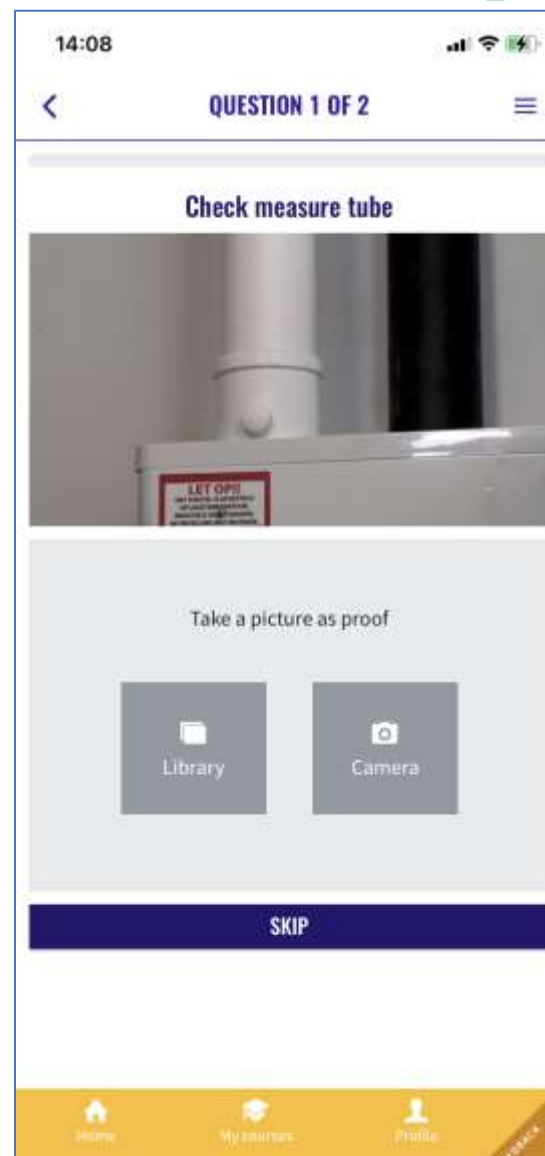 14:08
QUESTION 1 OF 2
Check measure tube
LET OP!!
Take a picture as proof
Library
Camera
SKIP
Home
My courses
Profile
FEEDBACK